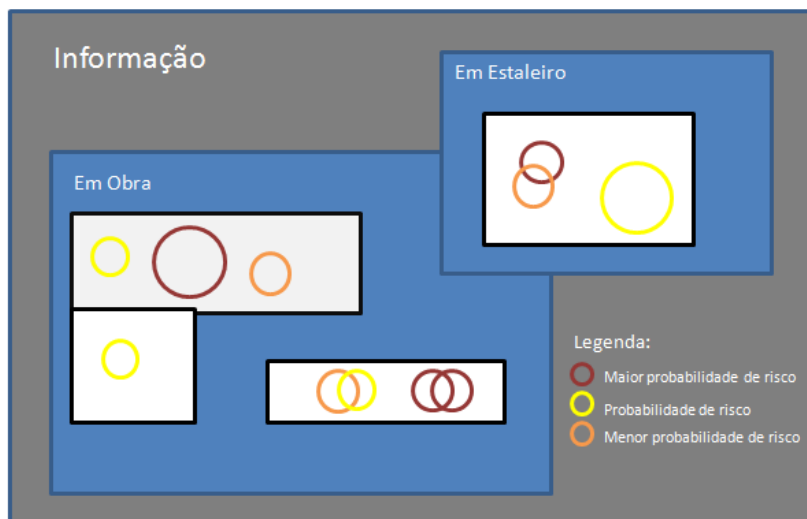 Informação
Em Estaleiro
Em Obra
Legenda:
Maior probabilidade de risco
Probabilidade de risco
Menor probabilidade de risco